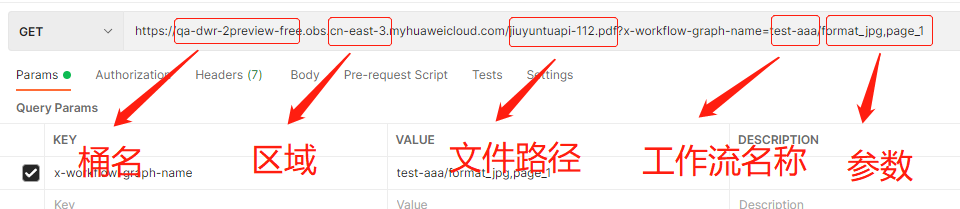 GET https://qa-dwr-2preview-free.obs.cn-east-3.myhuaweicloud.com/jiuyuntuapi-112.pdf?x-workflow-graph-name=test-aaa/format_jpg,page_1
Params Authorization Headers (7) Body Pre-request Script Tests Settings
Query Params
KEY VALUE DESCRIPTION
桶名 区域 文件路径 工作流名称 参数
x-workflow-graph-name test-aaa/format_jpg,page_1
Key Value Description